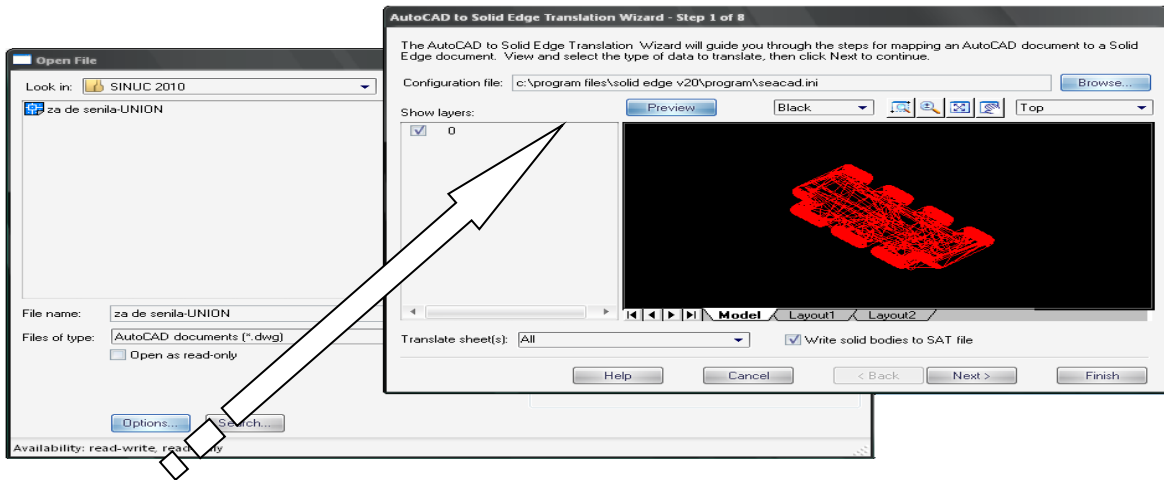 Open File
Look in: SINUC 2010
za de senila-UNION
File name: za de senila-UNION
Files of type: AutoCAD documents (*.dwg)
Open as read-only
Options... Search...
Availability: read-write, read-only
AutoCAD to Solid Edge Translation Wizard - Step 1 of 8
The AutoCAD to Solid Edge Translation Wizard will guide you through the steps for mapping an AutoCAD document to a Solid
Edge document. View and select the type of data to translate, then click Next to continue.
Configuration file: c:\program files\solid edge v20\program\seacad.ini Browse...
Show layers: Preview Black Top
0
Model Layout1 Layout2
Translate sheet(s): All Write solid bodies to SAT file
Help Cancel < Back Next > Finish